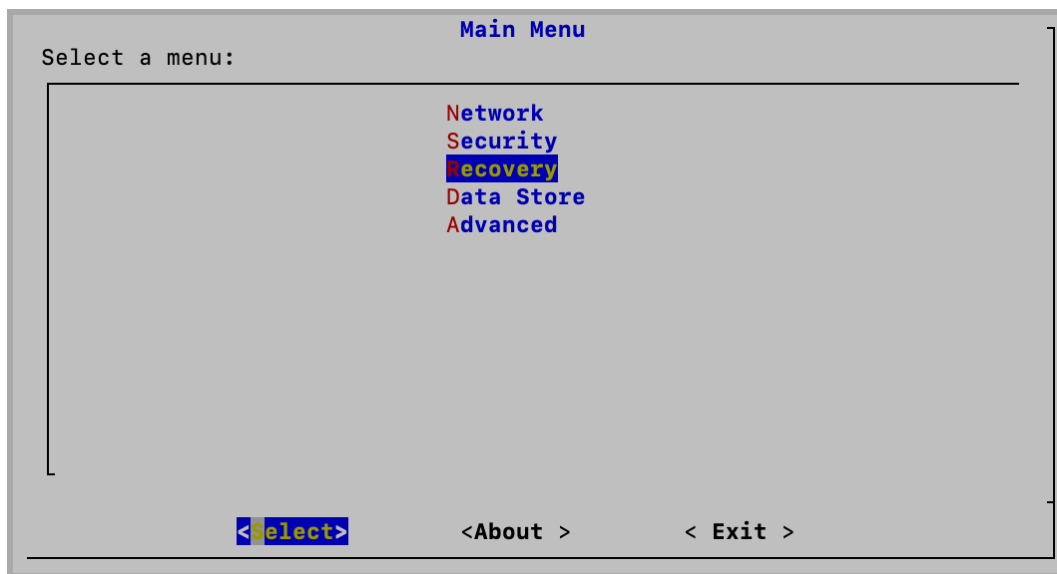 Main Menu
Select a menu:
Network
Security
Recovery
Data Store
Advanced
<Select> <About > < Exit >